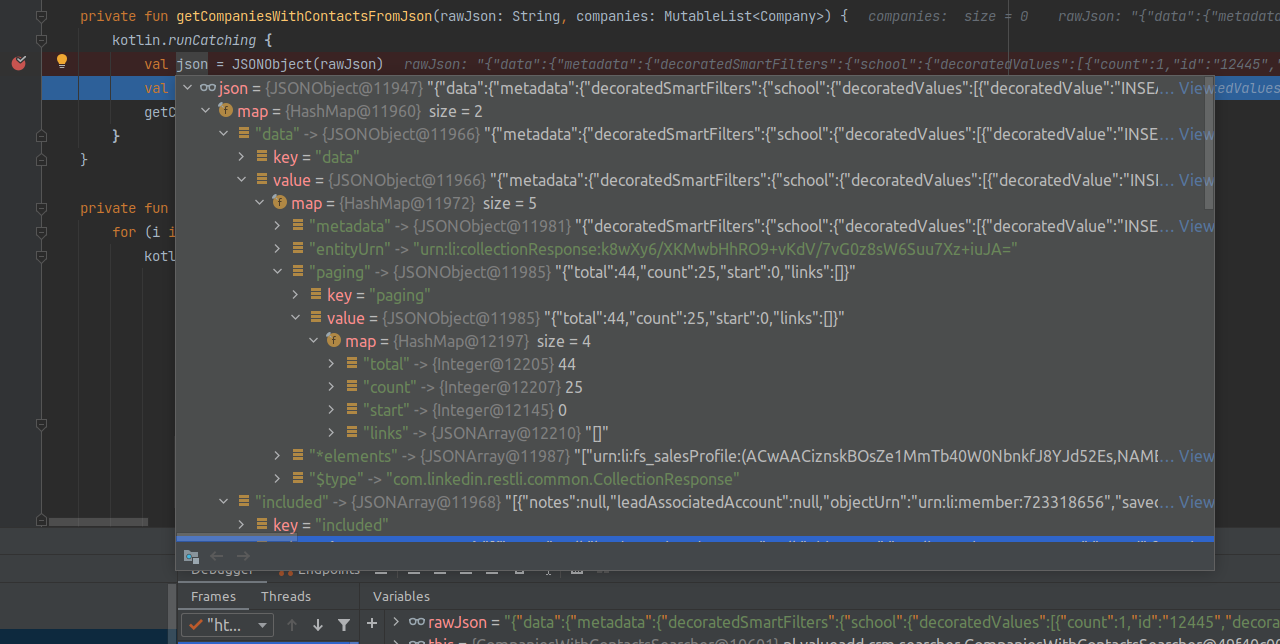 private fun getCompaniesWithContactsFromJson(rawJson: String, companies: MutableList<Company>) { companies: size = 0 rawJson: "{"data":{"metadata
kotlin.runCatching {
val json = JSONObject(rawJson) rawJson: "{"data":{"metadata":{"decoratedSmartFilters":{"school":{"decoratedValues":[{"count":1,"id":"12445",
val
json = {JSONObject@11947} "{"data":{"metadata":{"decoratedSmartFilters":{"school":{"decoratedValues":[{"decoratedValue":"INSEA... View
map = {HashMap@11960} size = 2
getC
"data" -> {JSONObject@11966} "{"metadata":{"decoratedSmartFilters":{"school":{"decoratedValues":[{"decoratedValue":"INSE... View
}
key = "data"
}
value = {JSONObject@11966} "{"metadata":{"decoratedSmartFilters":{"school":{"decoratedValues":[{"decoratedValue":"INSI... View
private fun
map = {HashMap@11972} size = 5
"metadata" -> {JSONObject@11981} "{"decoratedSmartFilters":{"school":{"decoratedValues":[{"decoratedValue":"INSE... View
for (i i
"entityUrn" -> "urn:li:collectionResponse:k8wXy6/XKMwbHhRO9+vKdV/7vG0z8sW6Suu7Xz+iuJA="
kotl
"paging" -> {JSONObject@11985} "{"total":44,"count":25,"start":0,"links":[]}"
key = "paging"
value = {JSONObject@11985} "{"total":44,"count":25,"start":0,"links":[]}"
map = {HashMap@12197} size = 4
"total" -> {Integer@12205} 44
"count" -> {Integer@12207} 25
"start" -> {Integer@12145} 0
"links" -> {JSONArray@12210} "[]"
"*elements" -> {JSONArray@11987} "["urn:li:fs_salesProfile:(ACwAACiznskBOsZe1MmTb40W0NbnkfJ8YJd52Es,NAME... View
"$type" -> "com.linkedin.restli.common.CollectionResponse"
"included" -> {JSONArray@11968} "[{"notes":null,"leadAssociatedAccount":null,"objectUrn":"urn:li:member:723318656","saved... View
key = "included"
Debugger Endpoints
Frames Threads Variables
"ht... rawJson = "{"data":{"metadata":{"decoratedSmartFilters":{"school":{"decoratedValues":[{"count":1,"id":"12445","decora